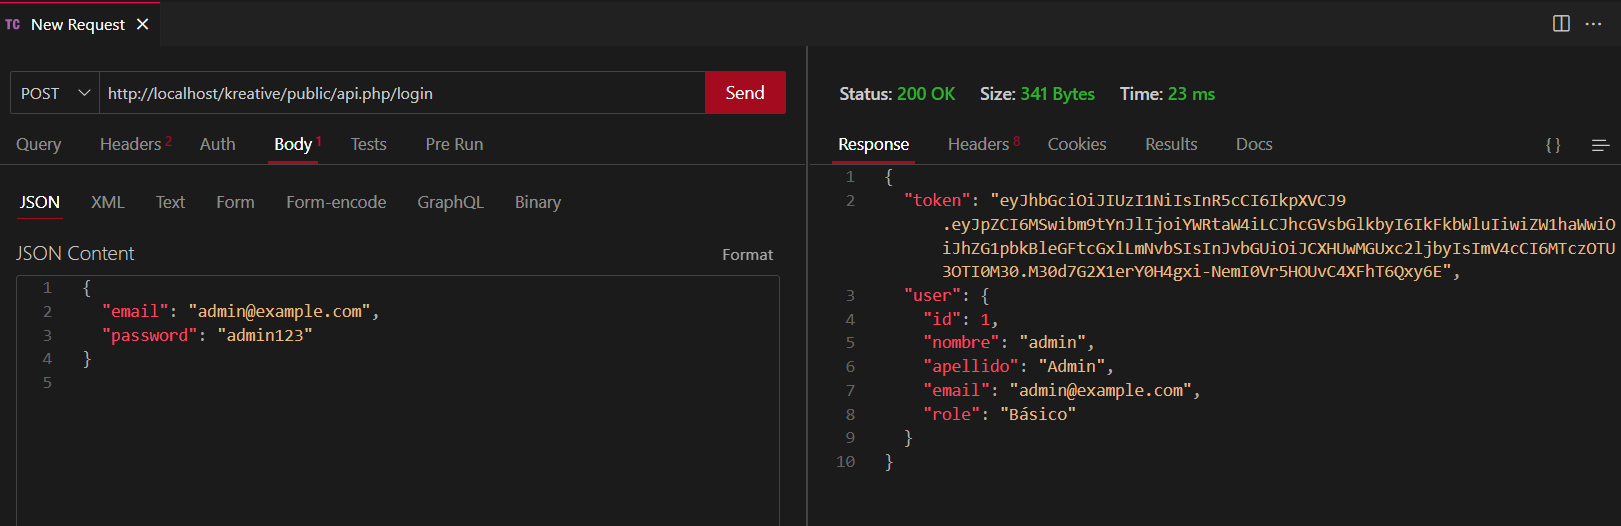 TC New Request
POST http://localhost/kreative/public/api.php/login Send
Query Headers 2 Auth Body 1 Tests Pre Run
JSON XML Text Form Form-encode GraphQL Binary
JSON Content Format
1 {
2 "email": "admin@example.com",
3 "password": "admin123"
4 }
5
Status: 200 OK Size: 341 Bytes Time: 23 ms
Response Headers 8 Cookies Results Docs { }
1 {
2 "token": "eyJhbGciOiJIUzI1NiIsInR5cCI6IkpXVCJ9
.eyJpZCI6MSwibm9tYnJlIjoiYWRtaW4iLCJhcGVsbGlkbyI6IkFkbWluIiwiZW1haWwiO
iJhZG1pbkBleGFtcGxlLmNvbSIsInJvbGUiOiJCXHUwMGUxc2ljbyIsImV4cCI6MTczOTU
3OTI0M30.M30d7G2X1erY0H4gxi-NemI0Vr5HOUvC4XFhT6Qxy6E",
3 "user": {
4 "id": 1,
5 "nombre": "admin",
6 "apellido": "Admin",
7 "email": "admin@example.com",
8 "role": "Básico"
9 }
10 }